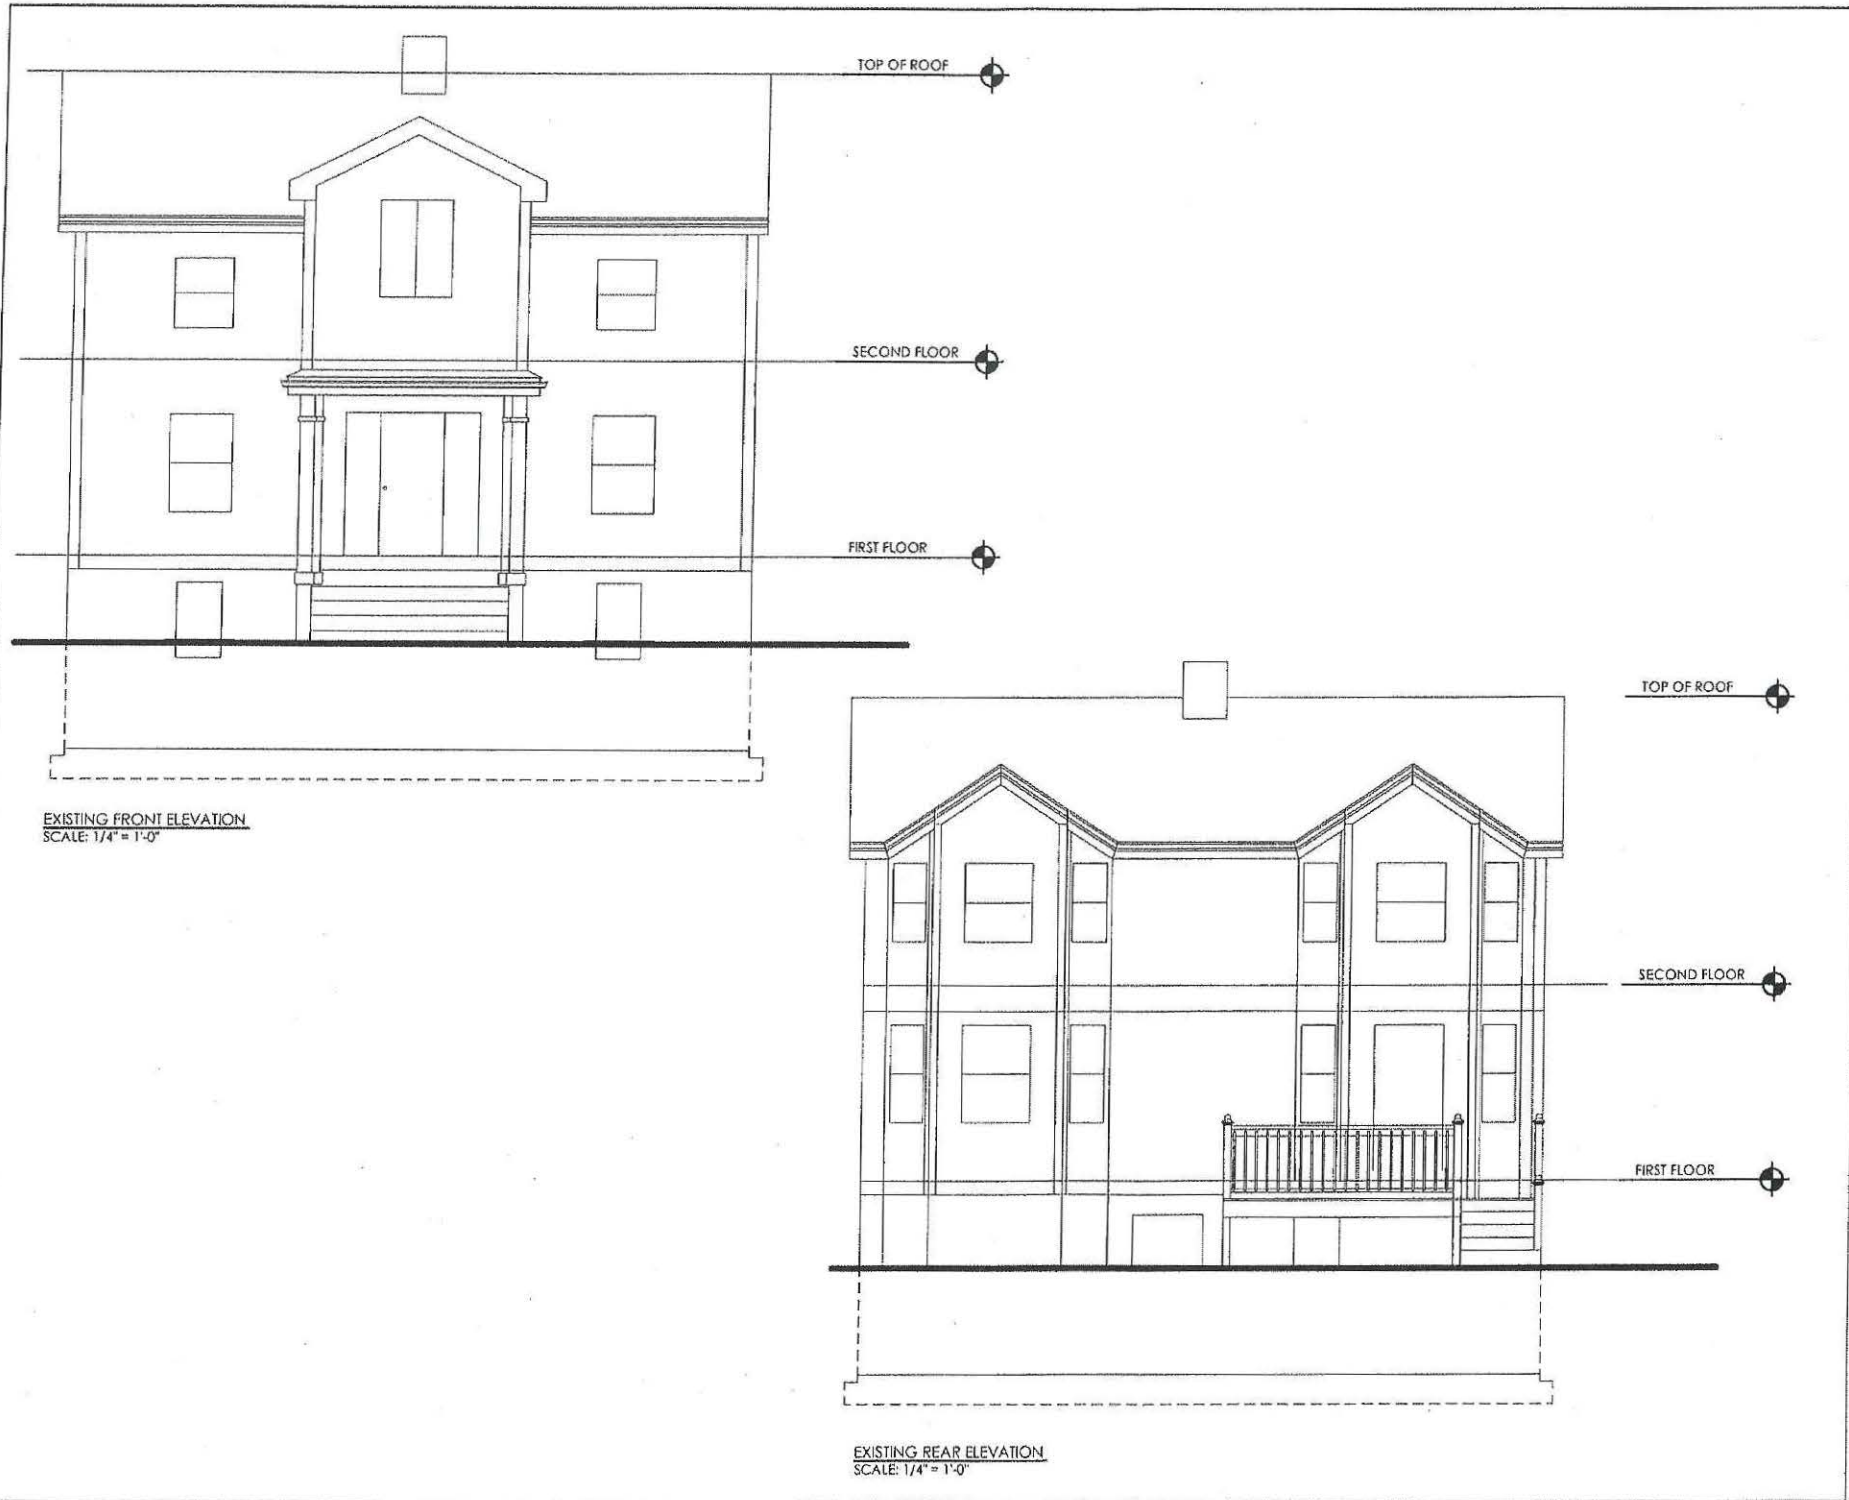 TOP OF ROOF
SECOND FLOOR
FIRST FLOOR
EXISTING FRONT ELEVATION
SCALE: 1/4" = 1'-0"
TOP OF ROOF
SECOND FLOOR
FIRST FLOOR
EXISTING REAR ELEVATION
SCALE: 1/4" = 1'-0"